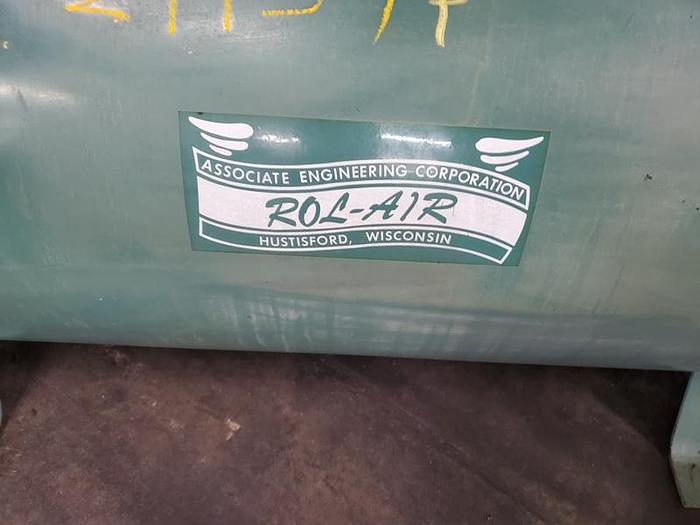 ASSOCIATE ENGINEERING CORPORATION
ROL-AIR
HUSTISFORD, WISCONSIN